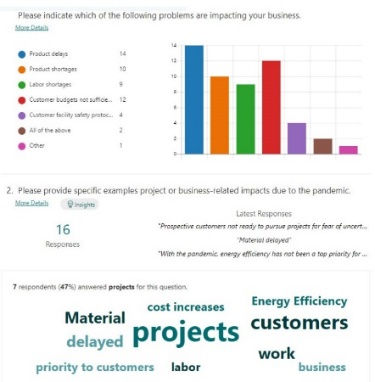 Please indicate which of the following problems are impacting your business.
More Details
Product delays 14
Product shortages 10
Labor shortages 9
Customer budgets not sufficie... 12
Customer facility safety protoc... 4
All of the above 2
Other 1
14
12
10
8
6
4
2
0
2. Please provide specific examples project or business-related impacts due to the pandemic.
More Details
Insights
16
Responses
Latest Responses
"Prospective customers not ready to pursue projects for fear of uncert...
"Material delayed"
"With the pandemic, energy efficiency has not been a top priority for ...
7 respondents (47%) answered projects for this question.
cost increases
Energy Efficiency
Material
projects
customers
delayed
work
priority to customers
labor
business